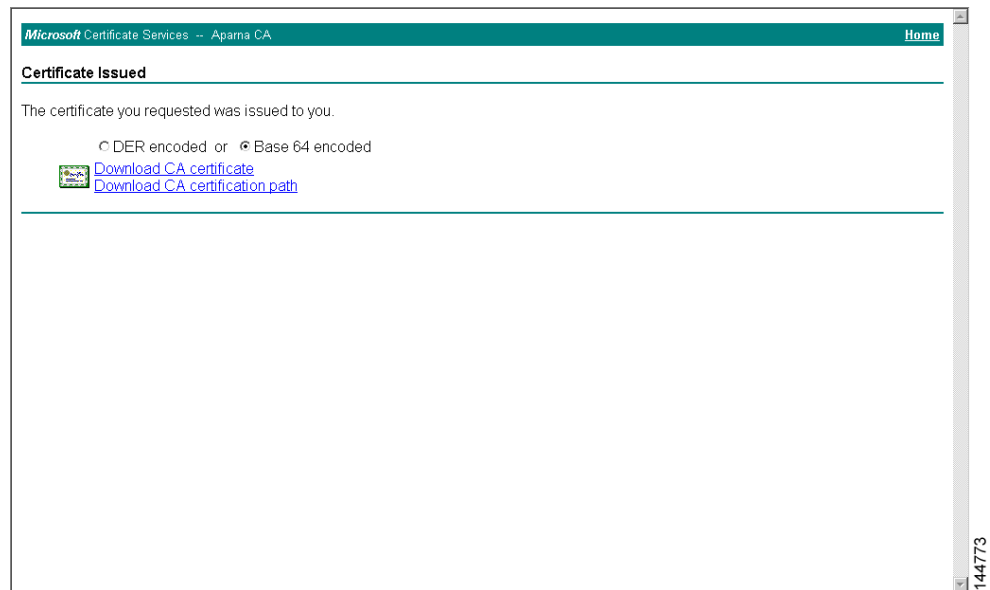 Microsoft Certificate Services -- Aparna CA Home
Certificate Issued
The certificate you requested was issued to you.
DER encoded or Base 64 encoded
Download CA certificate
Download CA certification path
144773